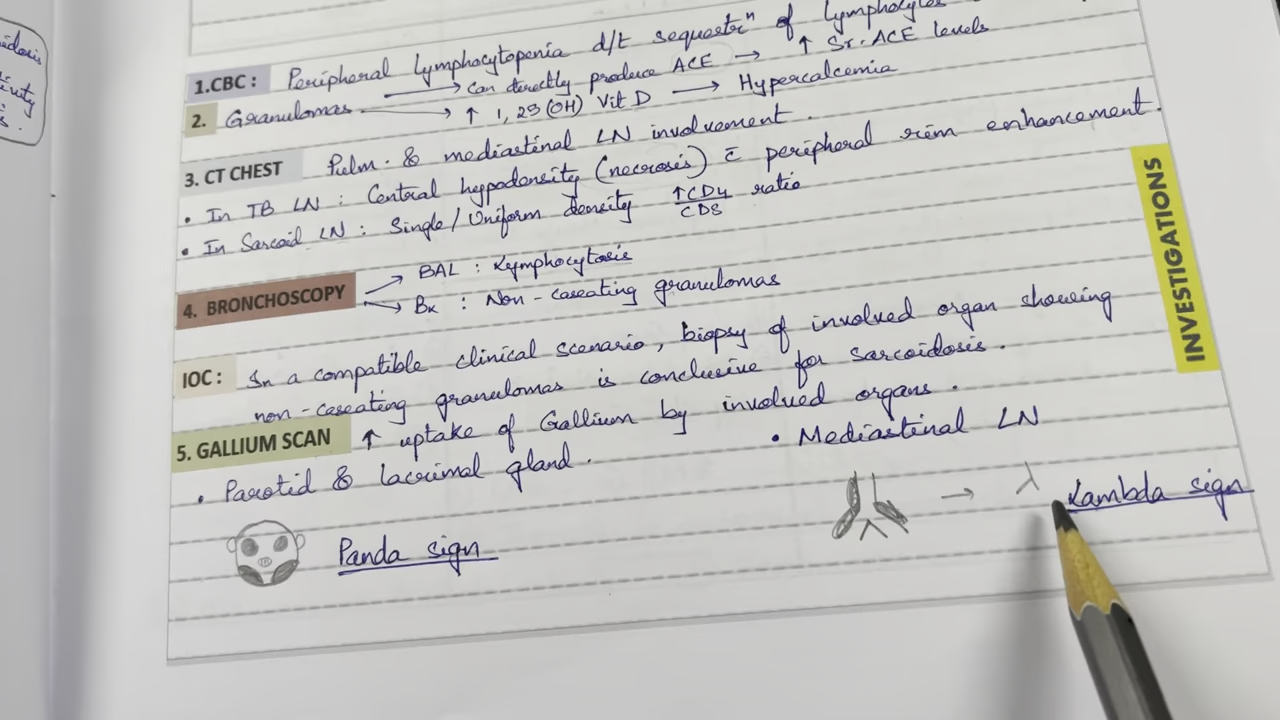 idosis
ivity
s.
1.CBC : Peripheral Lymphocytopenia d/t sequestrⁿ of lymphocytes
2. Granulomas → can directly produce ACE → ↑ Sr. ACE levels
→ ↑ 1, 25 (OH) Vit D → Hypercalcemia
3. CT CHEST Pulm. & mediastinal LN involvement.
• In TB LN : Central hypodensity (necrosis) c̄ peripheral rim enhancement.
• In Sarcoid LN : Single / Uniform density ↑CD4/CD8 ratio
4. BRONCHOSCOPY → BAL : Lymphocytosis
→ Bx : Non-caseating granulomas
IOC : In a compatible clinical scenario, biopsy of involved organ showing
non-caseating granulomas is conclusive for sarcoidosis.
5. GALLIUM SCAN ↑ uptake of Gallium by involved organs.
• Parotid & lacrimal gland.
• Mediastinal LN
Panda sign
→ λ Lambda sign
INVESTIGATIONS